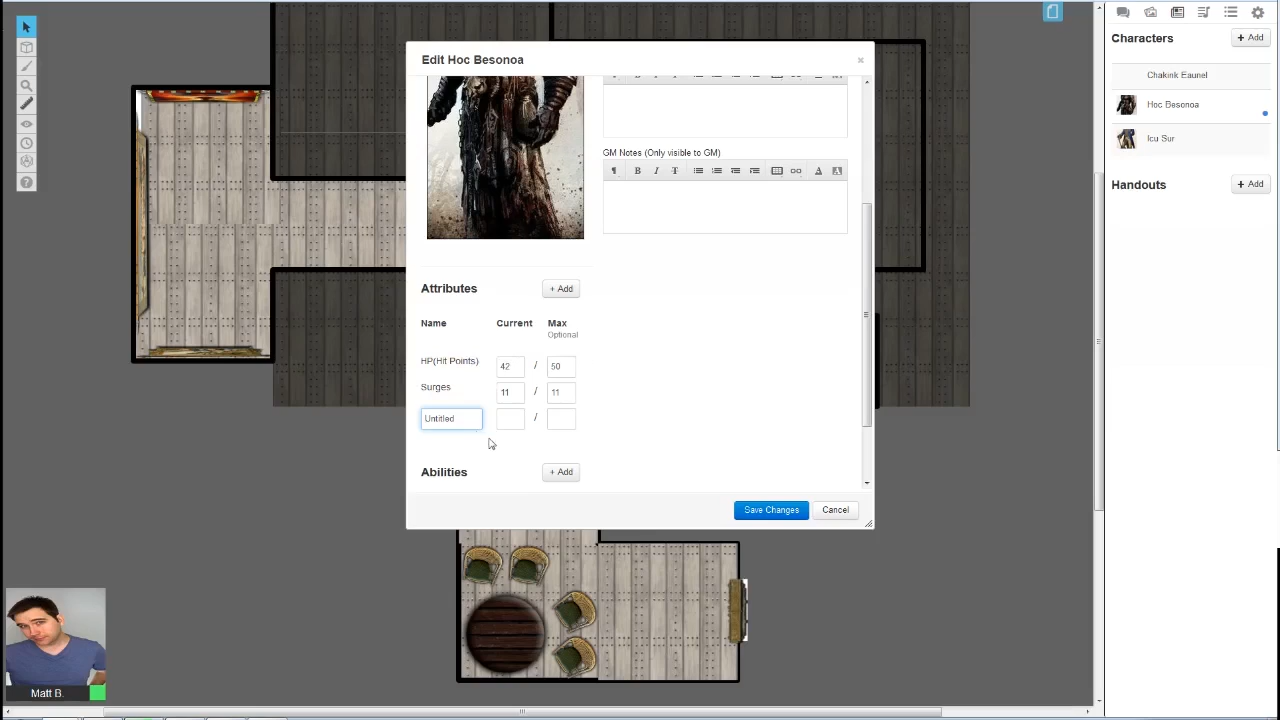 Edit Hoc Besonoa
×
GM Notes (Only visible to GM)
Attributes
+ Add
Name Current Max
Optional
HP(Hit Points) 42 / 50
Surges 11 / 11
Untitled /
Abilities
+ Add
Save Changes Cancel
Matt B.
Characters
+ Add
Chakink Eaunel
Hoc Besonoa
Icu Sur
Handouts
+ Add